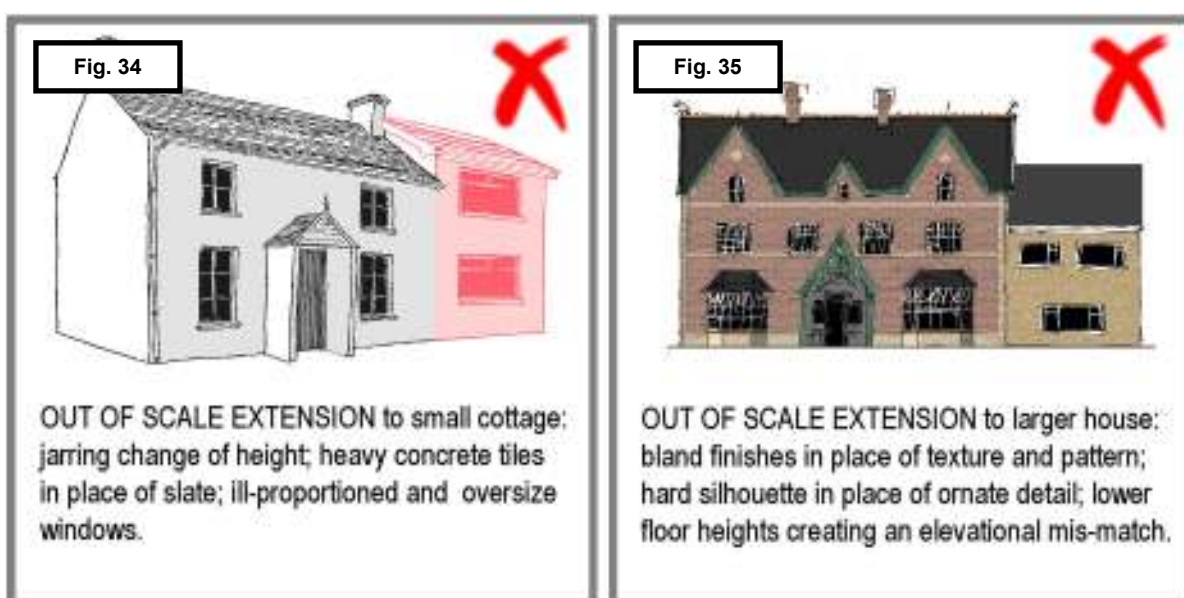 Fig. 34
OUT OF SCALE EXTENSION to small cottage:
jarring change of height; heavy concrete tiles
in place of slate; ill-proportioned and oversize
windows.
Fig. 35
OUT OF SCALE EXTENSION to larger house:
bland finishes in place of texture and pattern;
hard silhouette in place of ornate detail; lower
floor heights creating an elevational mis-match.